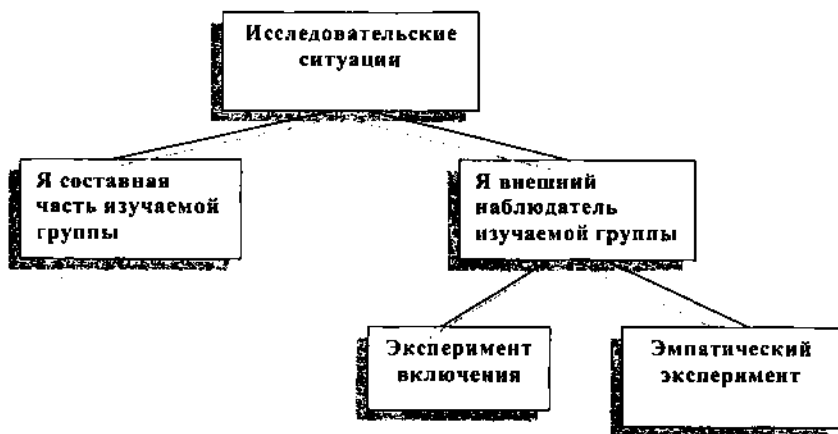 Исследовательские
ситуации
Я составная
часть изучаемой
группы
Я внешний
наблюдатель
изучаемой группы
Эксперимент
включения
Эмпатический
эксперимент